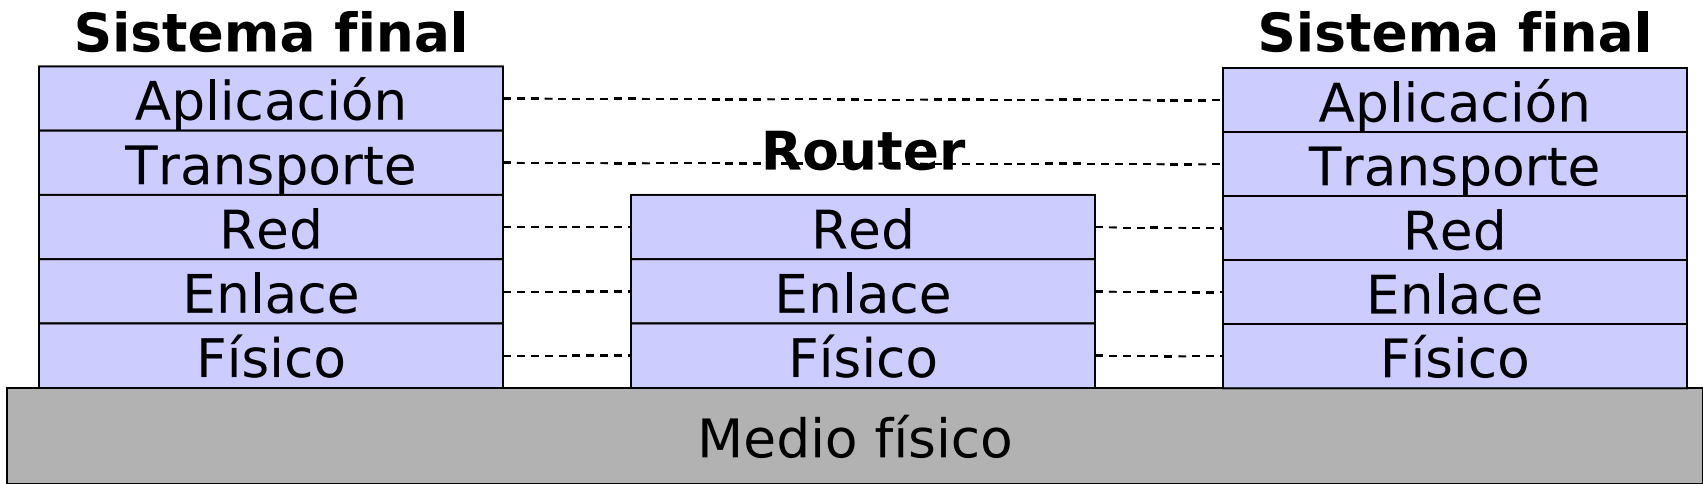 Sistema final
Aplicación
Transporte
Red
Enlace
Físico
Router
Red
Enlace
Físico
Sistema final
Aplicación
Transporte
Red
Enlace
Físico
Medio físico